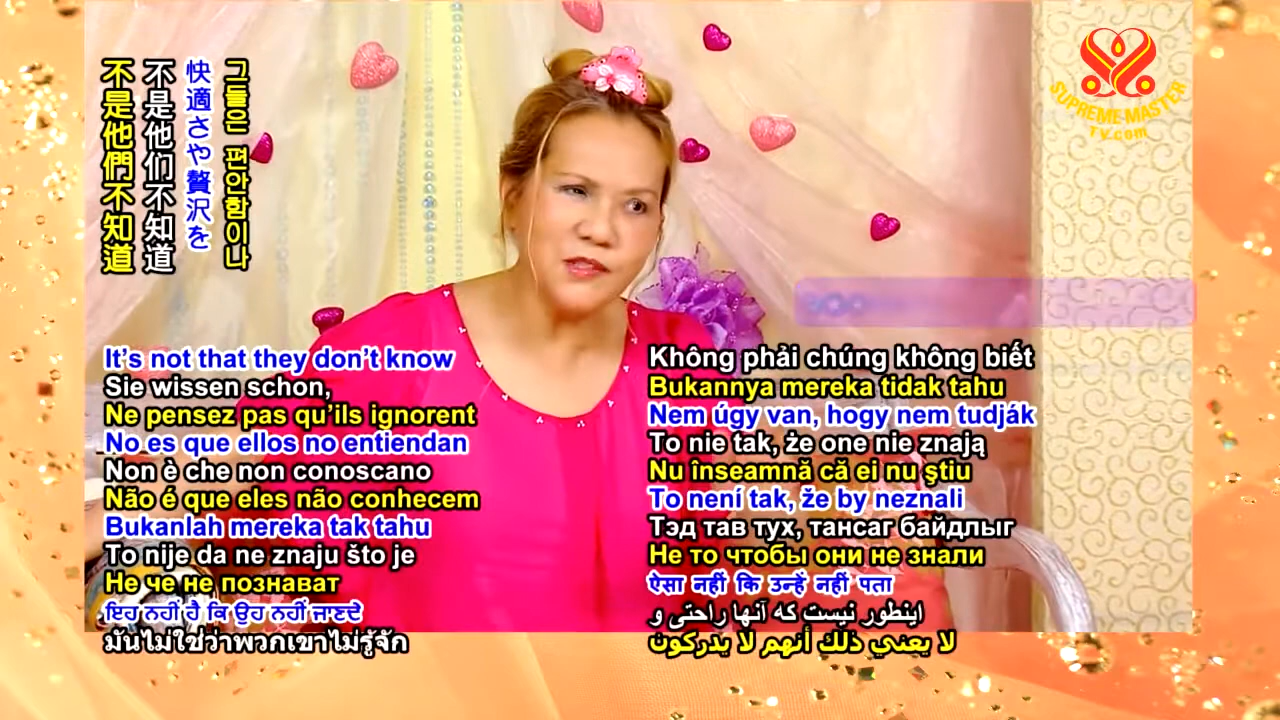 그들은 편안함이나
快適さや贅沢を
不是他们不知道
不是他們不知道
SUPREME MASTER
TV.com
It's not that they don't know
Sie wissen schon,
Ne pensez pas qu'ils ignorent
No es que ellos no entiendan
Non è che non conoscano
Não é que eles não conhecem
Bukanlah mereka tak tahu
To nije da ne znaju što je
Не че не познават
ਇਹ ਨਹੀਂ ਹੈ ਕਿ ਉਹ ਨਹੀਂ ਜਾਣਦੇ
มันไม่ใช่ว่าพวกเขาไม่รู้จัก
Không phải chúng không biết
Bukannya mereka tidak tahu
Nem úgy van, hogy nem tudják
To nie tak, że one nie znają
Nu înseamnă că ei nu ştiu
To není tak, že by neznali
Тэд тав тух, тансаг байдлыг
Не то чтобы они не знали
ऐसा नहीं कि उन्हें नहीं पता
اینطور نیست که آنها راحتی و
لا يعني ذلك أنهم لا يدركون